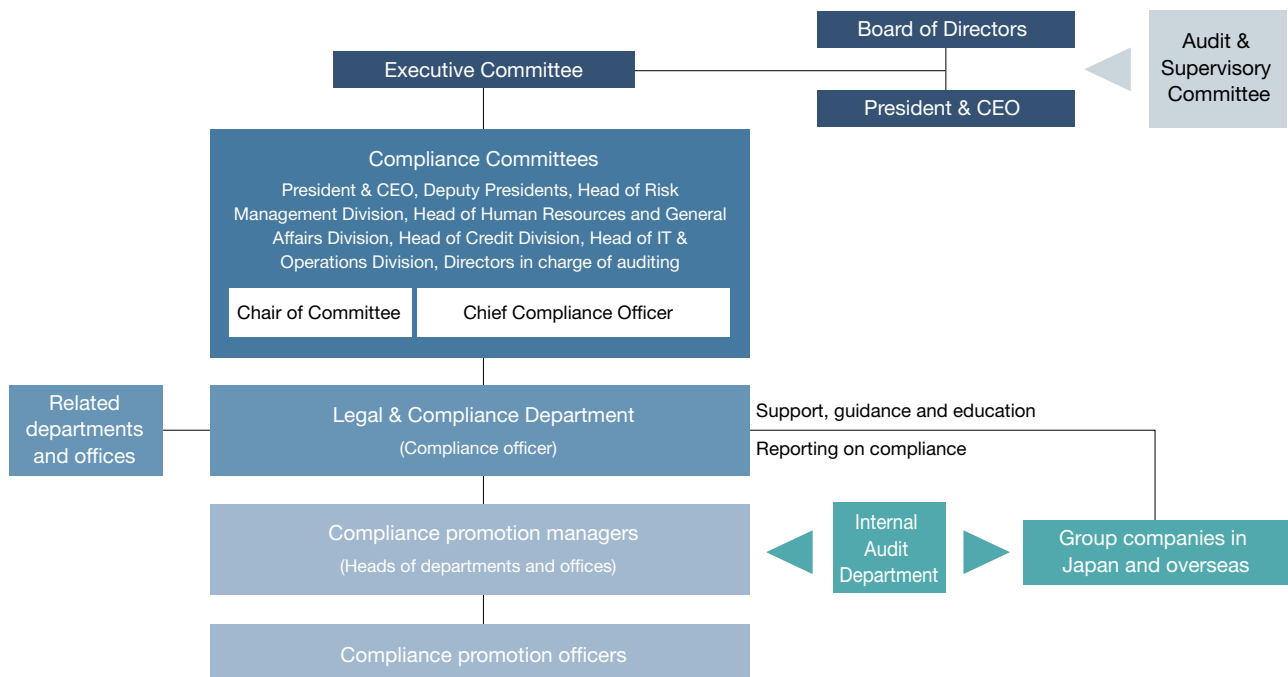 Board of Directors
Executive Committee
President & CEO
Audit &
Supervisory
Committee
Compliance Committees
President & CEO, Deputy Presidents, Head of Risk
Management Division, Head of Human Resources and General
Affairs Division, Head of Credit Division, Head of IT &
Operations Division, Directors in charge of auditing
Chair of Committee
Chief Compliance Officer
Related
departments
and offices
Legal & Compliance Department
(Compliance officer)
Support, guidance and education
Reporting on compliance
Compliance promotion managers
(Heads of departments and offices)
Internal
Audit
Department
Group companies in
Japan and overseas
Compliance promotion officers